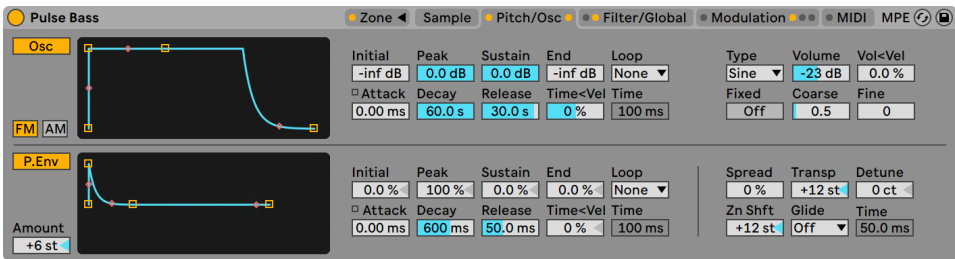 Pulse Bass Zone Sample Pitch/Osc Filter/Global Modulation MIDI MPE
Osc
Initial Peak Sustain End Loop Type Volume Vol<Vel
-inf dB 0.0 dB 0.0 dB -inf dB None Sine -23 dB 0.0 %
Attack Decay Release Time<Vel Time Fixed Coarse Fine
0.00 ms 60.0 s 30.0 s 0 % 100 ms Off 0.5 0
FM AM
P.Env
Initial Peak Sustain End Loop Spread Transp Detune
0.0 % 100 % 0.0 % 0.0 % None 0 % +12 st 0 ct
Attack Decay Release Time<Vel Time Zn Shft Glide Time
Amount 0.00 ms 600 ms 50.0 ms 0 % 100 ms +12 st Off 50.0 ms
+6 st